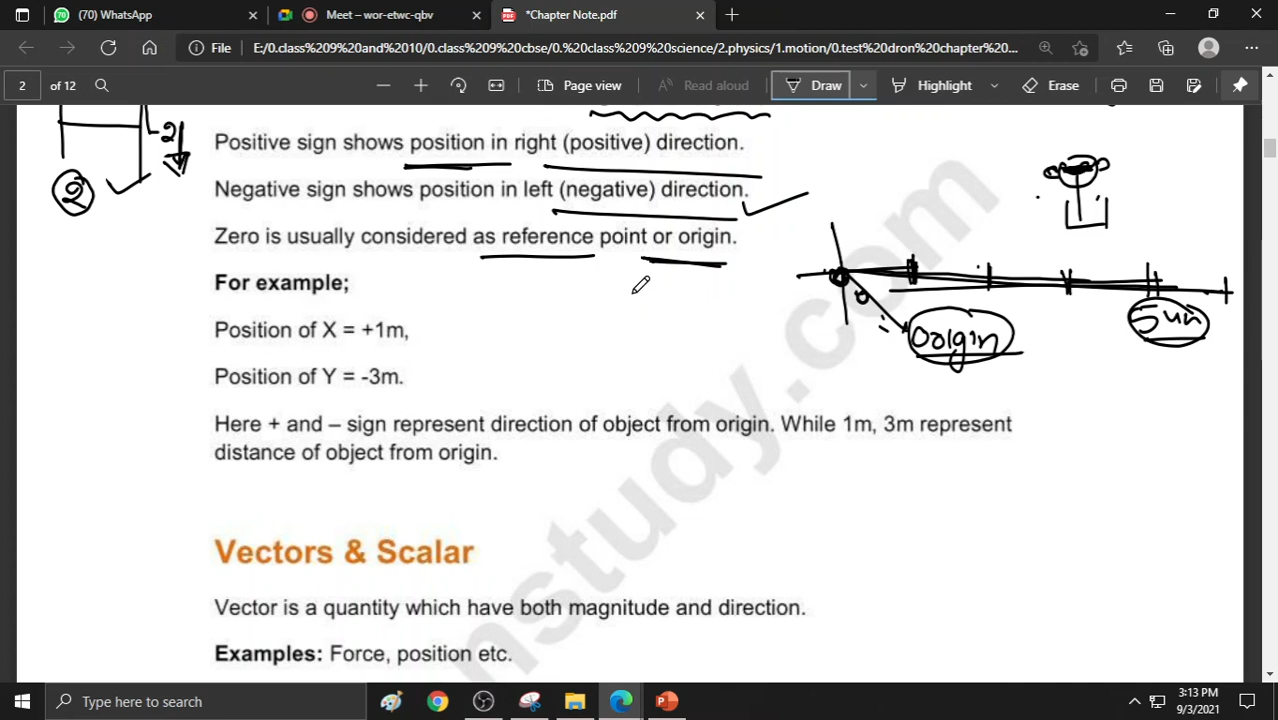 (70) WhatsApp
Meet – wor-etwc-qbv
*Chapter Note.pdf
File
E:/0.class%209%20and%2010/0.class%209%20cbse/0.%20class%209%20science/2.physics/1.motion/0.test%20dron%20chapter%20...
2 of 12
Page view
Read aloud
Draw
Highlight
Erase
2
2
Positive sign shows position in right (positive) direction.
Negative sign shows position in left (negative) direction.
Zero is usually considered as reference point or origin.
0
Origin
Sun
For example;
Position of X = +1m,
Position of Y = -3m.
Here + and – sign represent direction of object from origin. While 1m, 3m represent
distance of object from origin.
Vectors & Scalar
Vector is a quantity which have both magnitude and direction.
Examples: Force, position etc.
nstudy.com
Type here to search
3:13 PM
9/3/2021